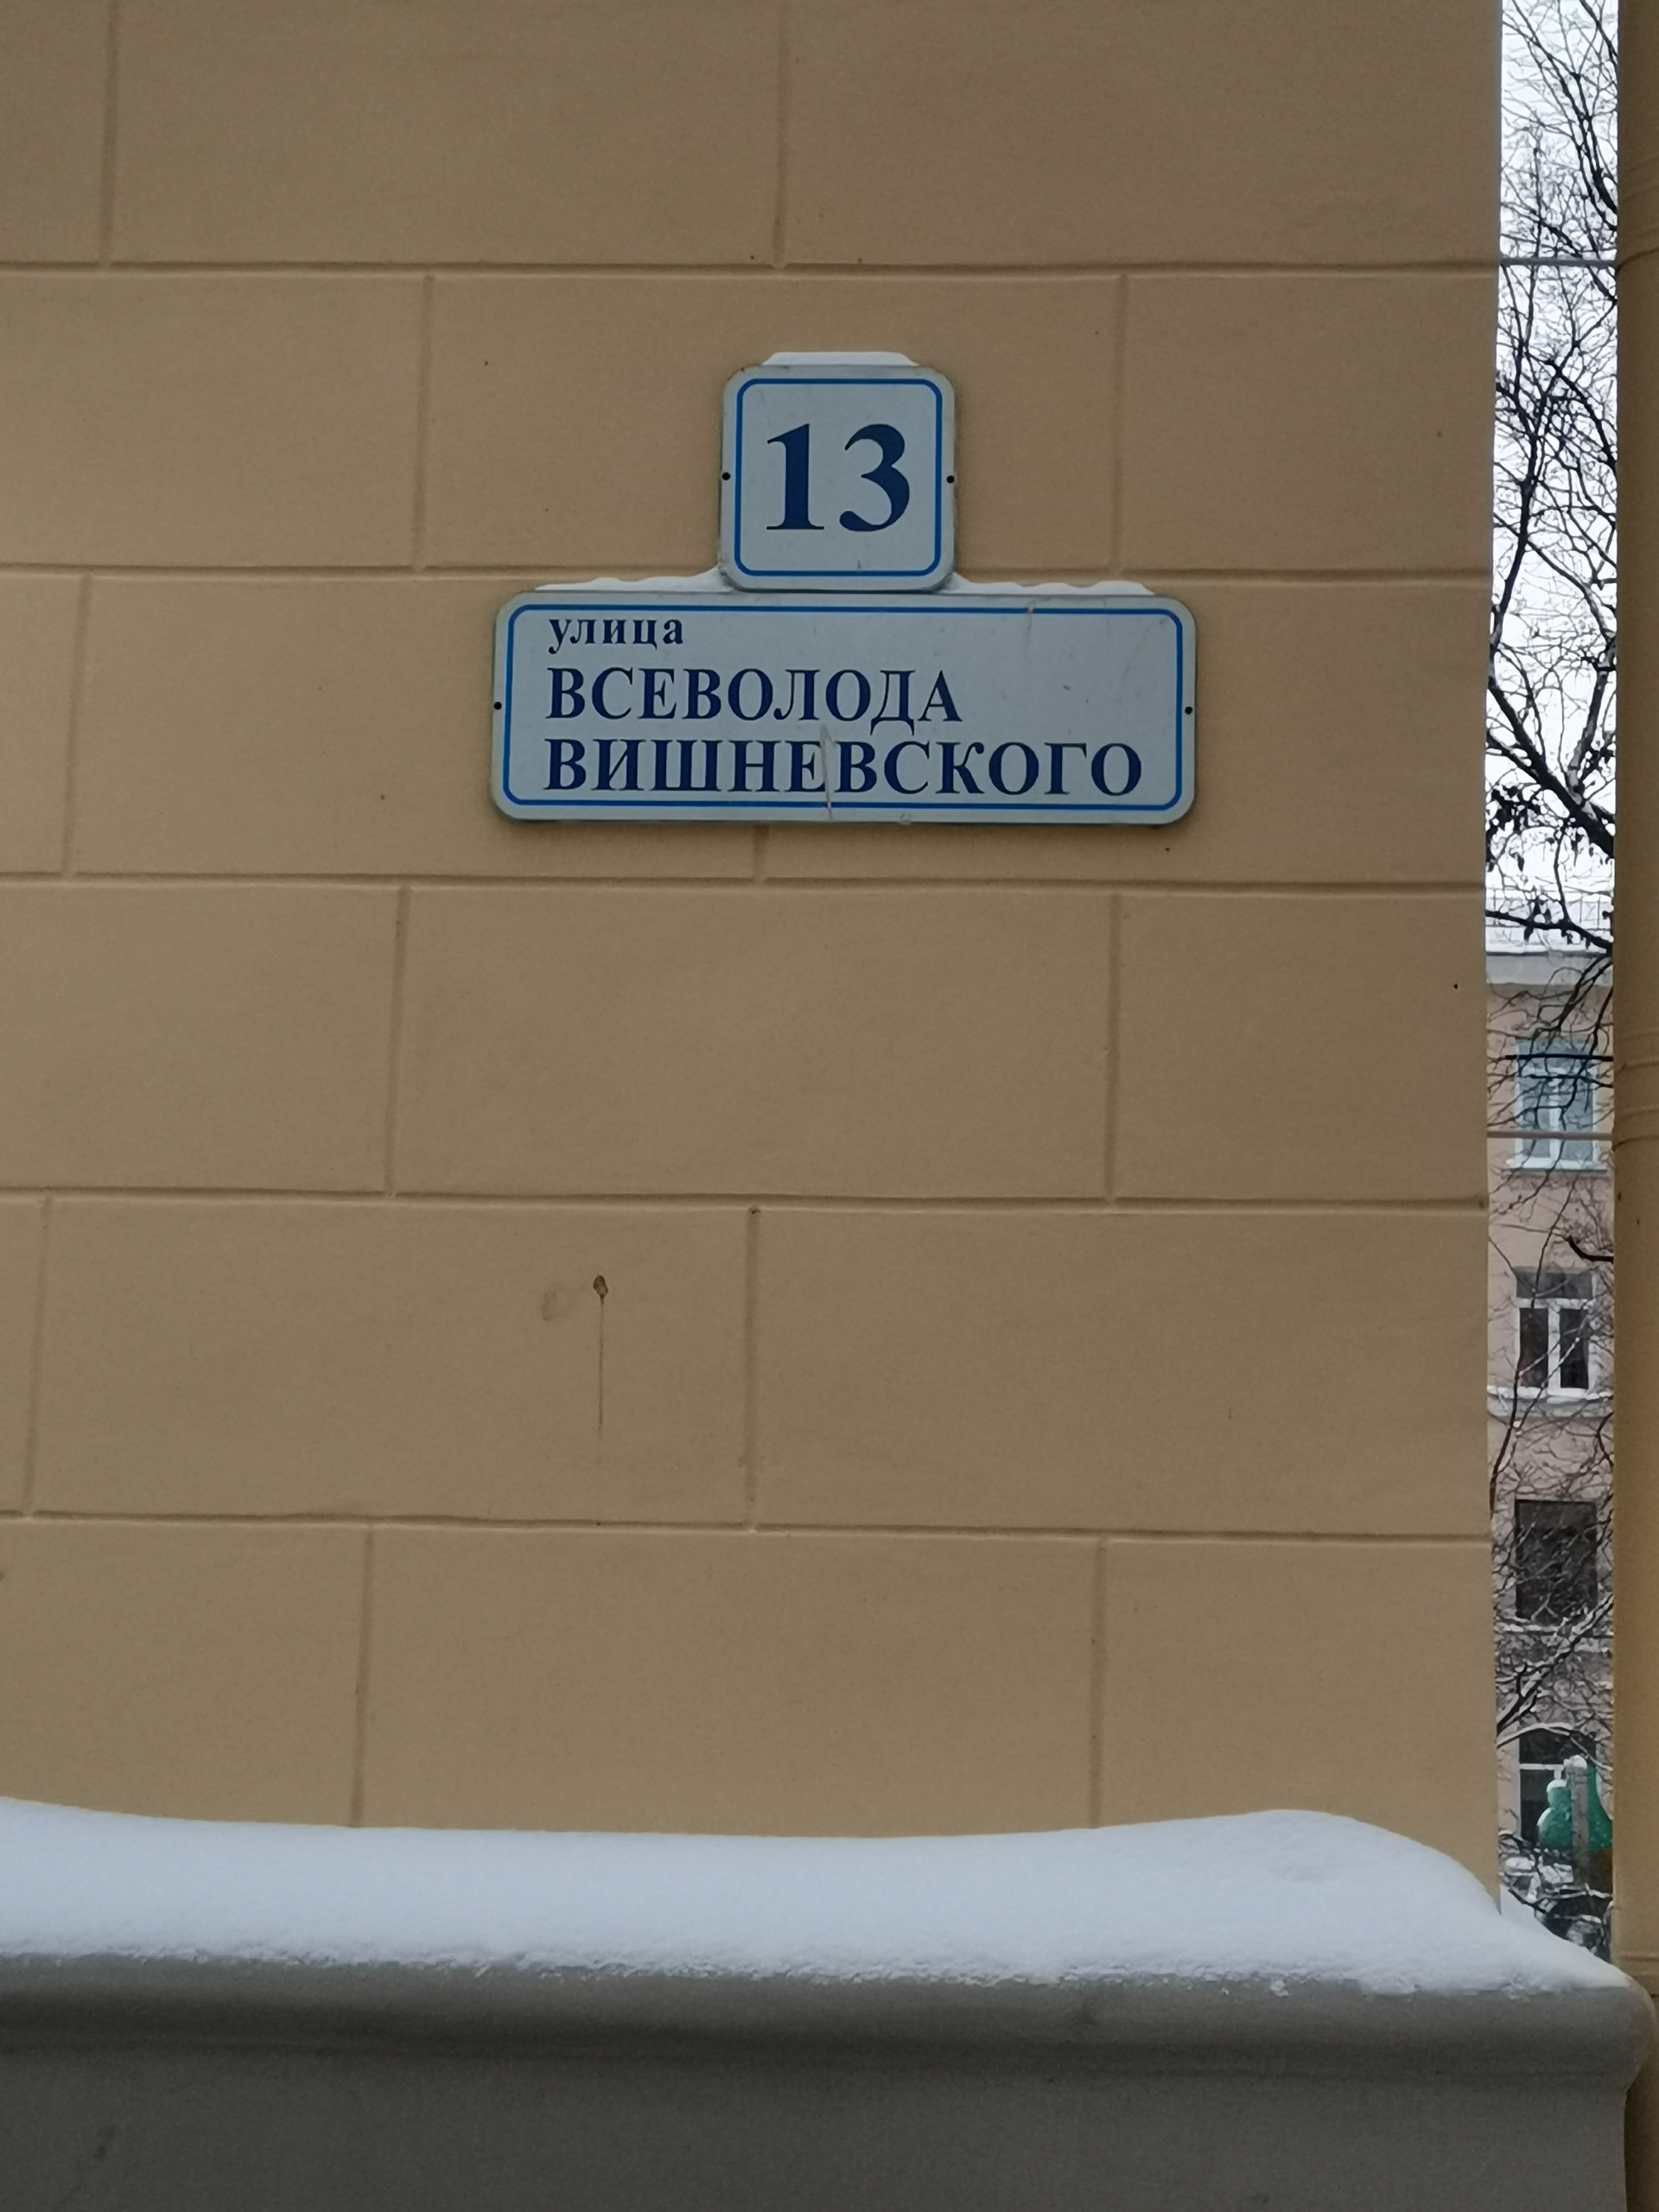 13
улица
ВСЕВОЛОДА
ВИШНЕВСКОГО